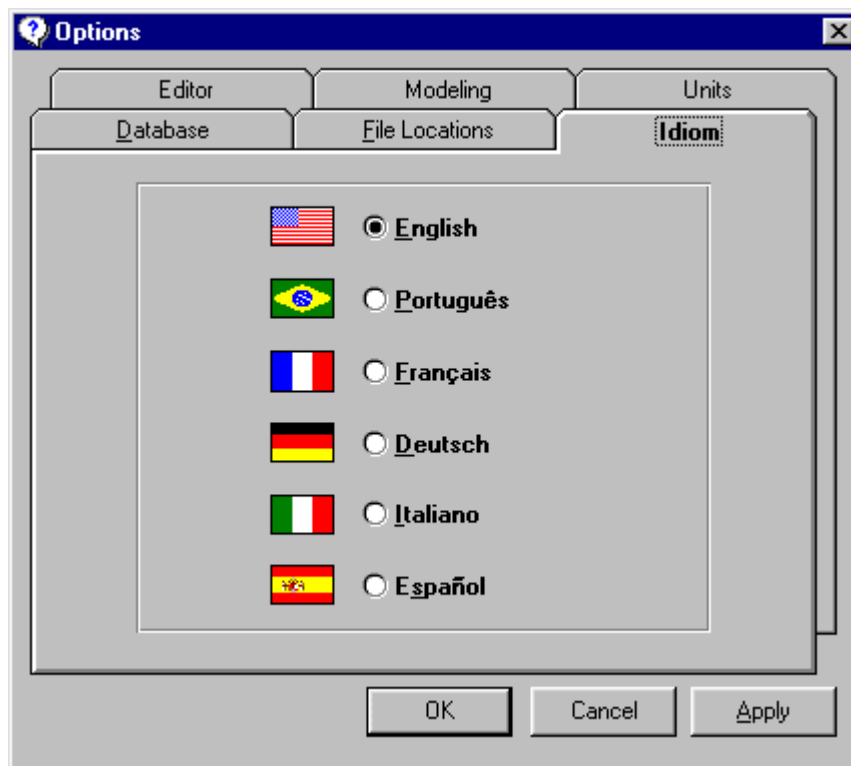 Options
Editor Modeling Units
Database File Locations Idiom
English
Português
Français
Deutsch
Italiano
Español
OK Cancel Apply